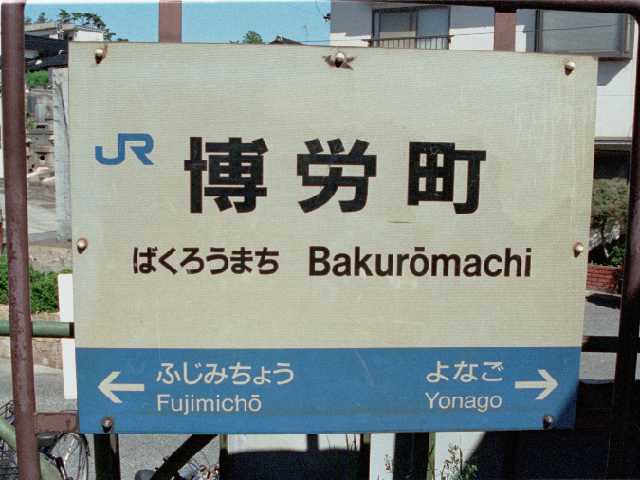 JR 博労町
ばくろうまち Bakurōmachi
ふじみちょう よなご
← Fujimichō Yonago →